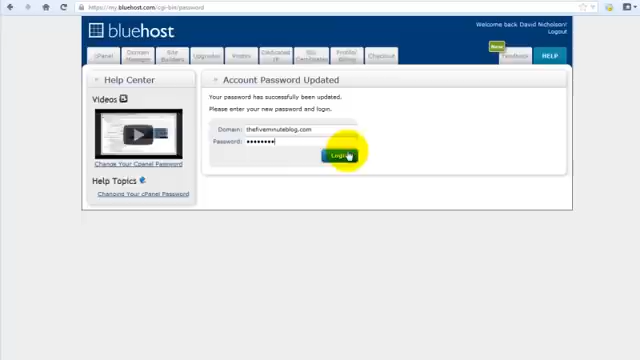 https://my.bluehost.com/cgi-bin/password
Welcome back David Nicholson!
Logout
bluehost
New
cPanel
Domain Manager
Site Builders
Upgrades
Dedicated IP
SSL Certificates
Profile/Billing
Checkout
Feedback
HELP
Help Center
Videos
Change Your Cpanel Password
Help Topics
Changing Your cPanel Password
Account Password Updated
Your password has successfully been updated.
Please enter your new password and login.
Domain: thefiveminuteblog.com
Password: ••••••••
Login